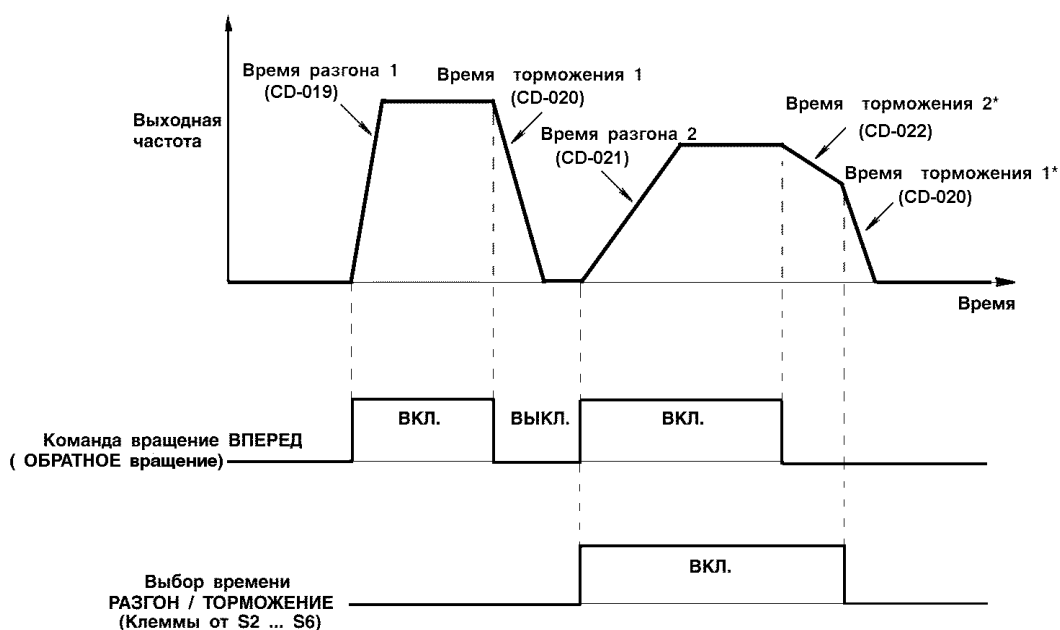 Время разгона 1
(CD-019)
Время торможения 1
(CD-020)
Время разгона 2
(CD-021)
Время торможения 2*
(CD-022)
Время торможения 1*
(CD-020)
Выходная
частота
Время
ВКЛ.
ВЫКЛ.
ВКЛ.
Команда вращение ВПЕРЕД
( ОБРАТНОЕ вращение)
ВКЛ.
Выбор времени
РАЗГОН / ТОРМОЖЕНИЕ
(Клеммы от S2 ... S6)